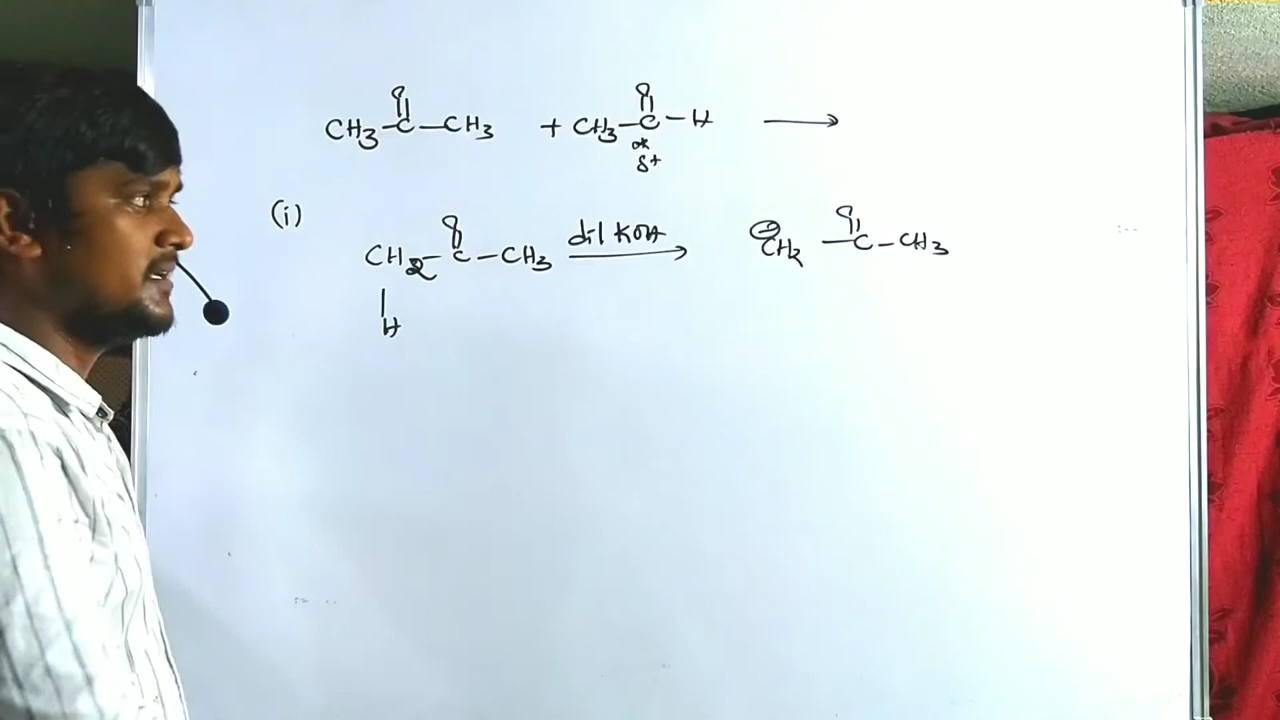 O
CH3-C-CH3 + CH3-C-H →
O
*
δ+
(i)
O
CH2-C-CH3 dil KOH → ⊖CH2-C-CH3
O
|
H